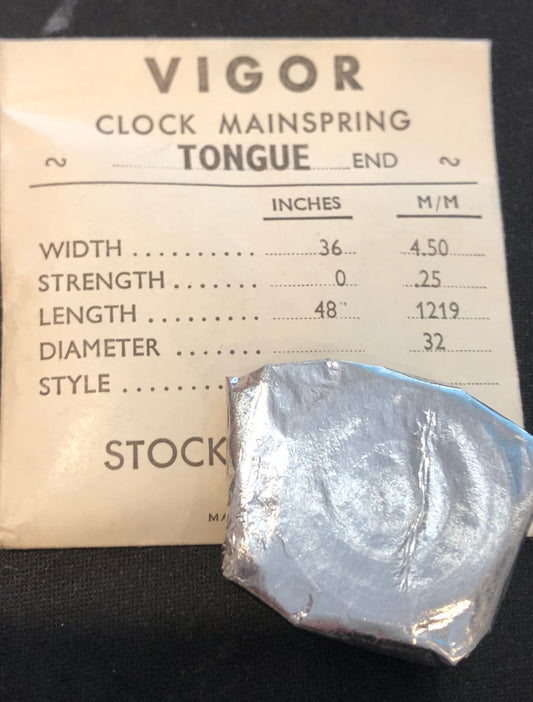 VIGOR
CLOCK MAINSPRING
~ TONGUE END ~
INCHES M/M
WIDTH .......... 36 4.50
STRENGTH ....... 0 .25
LENGTH ......... 48" 1219
DIAMETER ....... 32
STYLE ..........
STOCK